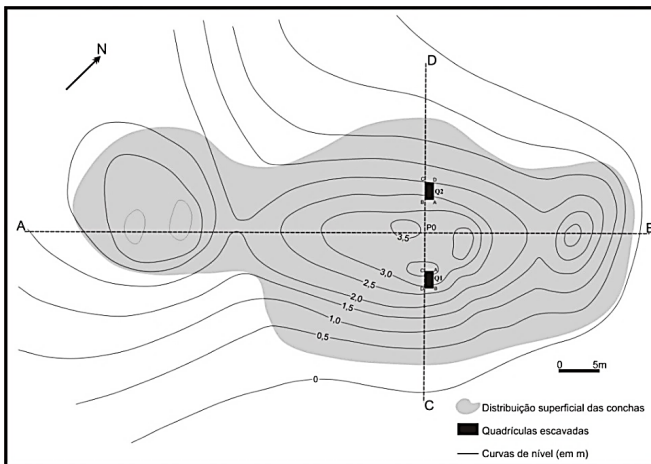 N
D
C D
Q2
B A
A
3,5
P0
B
3,0
C A
Q1
D B
2,5
2,0
1,5
1,0
0,5
0
0 5m
C
Distribuição superficial das conchas
Quadrículas escavadas
Curvas de nível (em m)